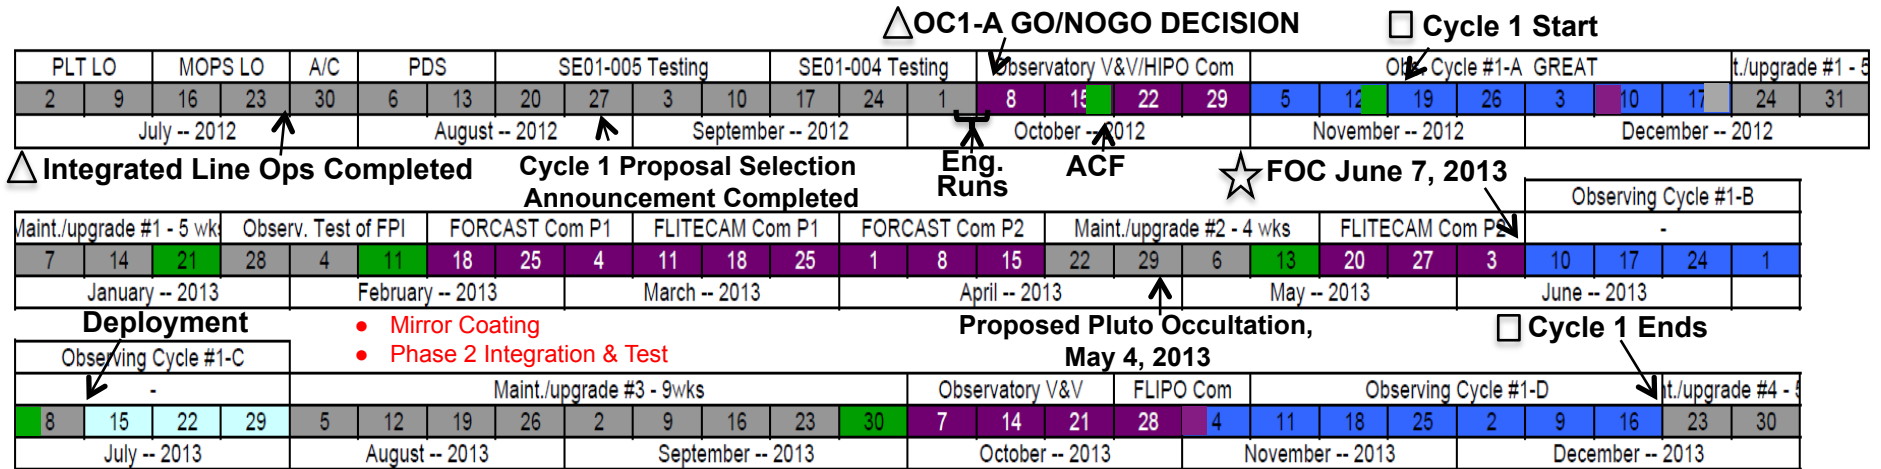 OC1-A GO/NOGO DECISION
Cycle 1 Start
PLT LO MOPS LO A/C PDS SE01-005 Testing SE01-004 Testing Observatory V&V/HIPO Com Obs. Cycle #1-A GREAT t./upgrade #1 - 5
2 9 16 23 30 6 13 20 27 3 10 17 24 1 8 15 22 29 5 12 19 26 3 10 17 24 31
July -- 2012 August -- 2012 September -- 2012 October -- 2012 November -- 2012 December -- 2012
Integrated Line Ops Completed
Cycle 1 Proposal Selection
Announcement Completed
Eng.
Runs
ACF
FOC June 7, 2013
Observing Cycle #1-B
Maint./upgrade #1 - 5 wks Observ. Test of FPI FORCAST Com P1 FLITECAM Com P1 FORCAST Com P2 Maint./upgrade #2 - 4 wks FLITECAM Com P2 -
7 14 21 28 4 11 18 25 4 11 18 25 1 8 15 22 29 6 13 20 27 3 10 17 24 1
January -- 2013 February -- 2013 March -- 2013 April -- 2013 May -- 2013 June -- 2013
Deployment
● Mirror Coating
● Phase 2 Integration & Test
Proposed Pluto Occultation,
May 4, 2013
Cycle 1 Ends
Observing Cycle #1-C
- Maint./upgrade #3 - 9wks Observatory V&V FLIPO Com Observing Cycle #1-D nt./upgrade #4 - 5
8 15 22 29 5 12 19 26 2 9 16 23 30 7 14 21 28 4 11 18 25 2 9 16 23 30
July -- 2013 August -- 2013 September -- 2013 October -- 2013 November -- 2013 December -- 2013